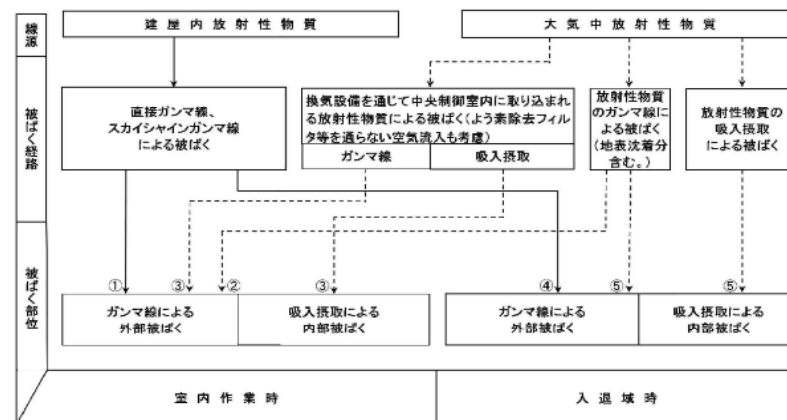 線源
建屋内放射性物質
大気中放射性物質
被ばく経路
直接ガンマ線、
スカイシャインガンマ線
による被ばく
換気設備を通じて中央制御室内に取り込まれ
る放射性物質による被ばく(よう素除去フィル
タ等を通らない空気流入も考慮)
ガンマ線
吸入摂取
放射性物質
のガンマ線に
よる被ばく
(地表沈着分
含む。)
放射性物質の
吸入摂取
による被ばく
被ばく部位
①
③
②
③
④
⑤
⑤
ガンマ線による
外部被ばく
吸入摂取による
内部被ばく
ガンマ線による
外部被ばく
吸入摂取による
内部被ばく
室内作業時
入退域時